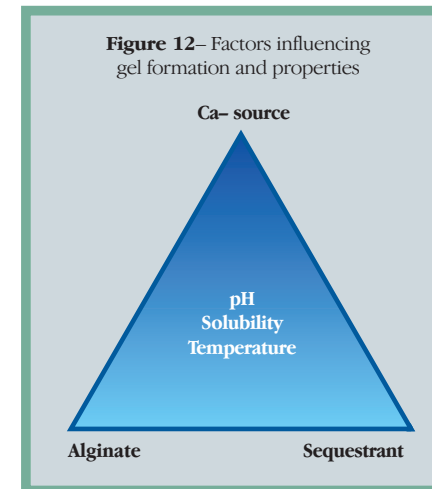 Figure 12– Factors influencing
gel formation and properties
Ca– source
pH
Solubility
Temperature
Alginate Sequestrant